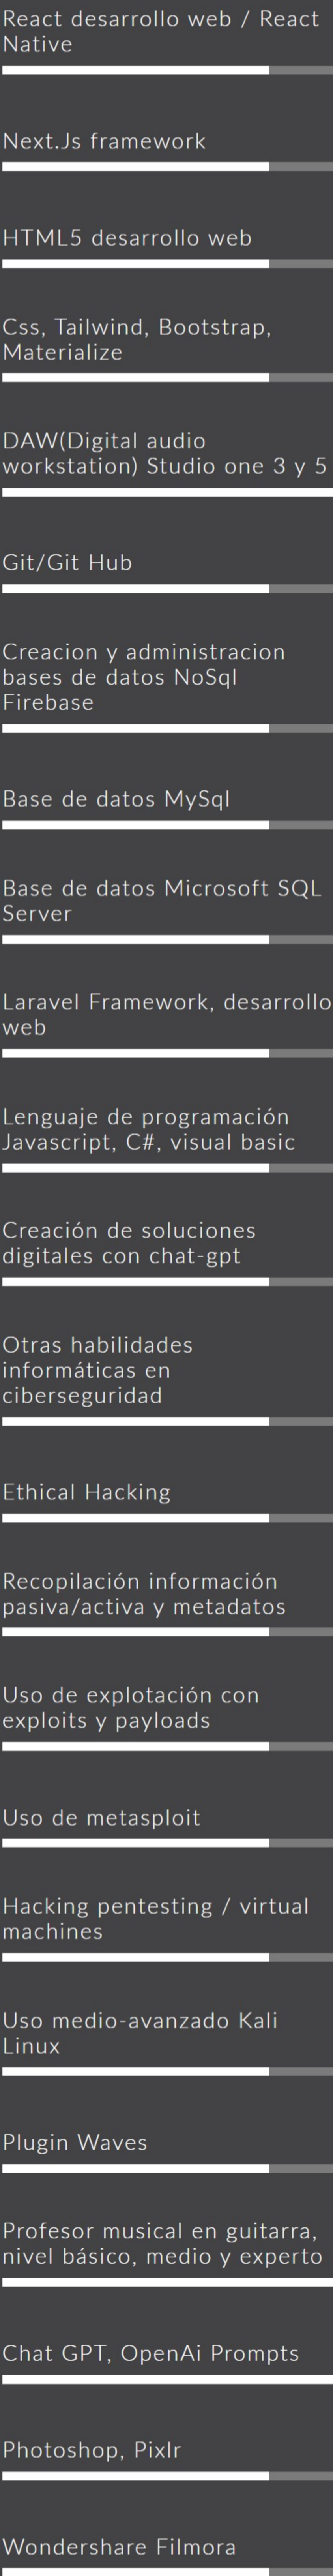 React desarrollo web / React
Native
Next.Js framework
HTML5 desarrollo web
Css, Tailwind, Bootstrap,
Materialize
DAW(Digital audio
workstation) Studio one 3 y 5
Git/Git Hub
Creacion y administracion
bases de datos NoSql
Firebase
Base de datos MySql
Base de datos Microsoft SQL
Server
Laravel Framework, desarrollo
web
Lenguaje de programación
Javascript, C#, visual basic
Creación de soluciones
digitales con chat-gpt
Otras habilidades
informáticas en
ciberseguridad
Ethical Hacking
Recopilación información
pasiva/activa y metadatos
Uso de explotación con
exploits y payloads
Uso de metasploit
Hacking pentesting / virtual
machines
Uso medio-avanzado Kali
Linux
Plugin Waves
Profesor musical en guitarra,
nivel básico, medio y experto
Chat GPT, OpenAi Prompts
Photoshop, Pixlr
Wondershare Filmora